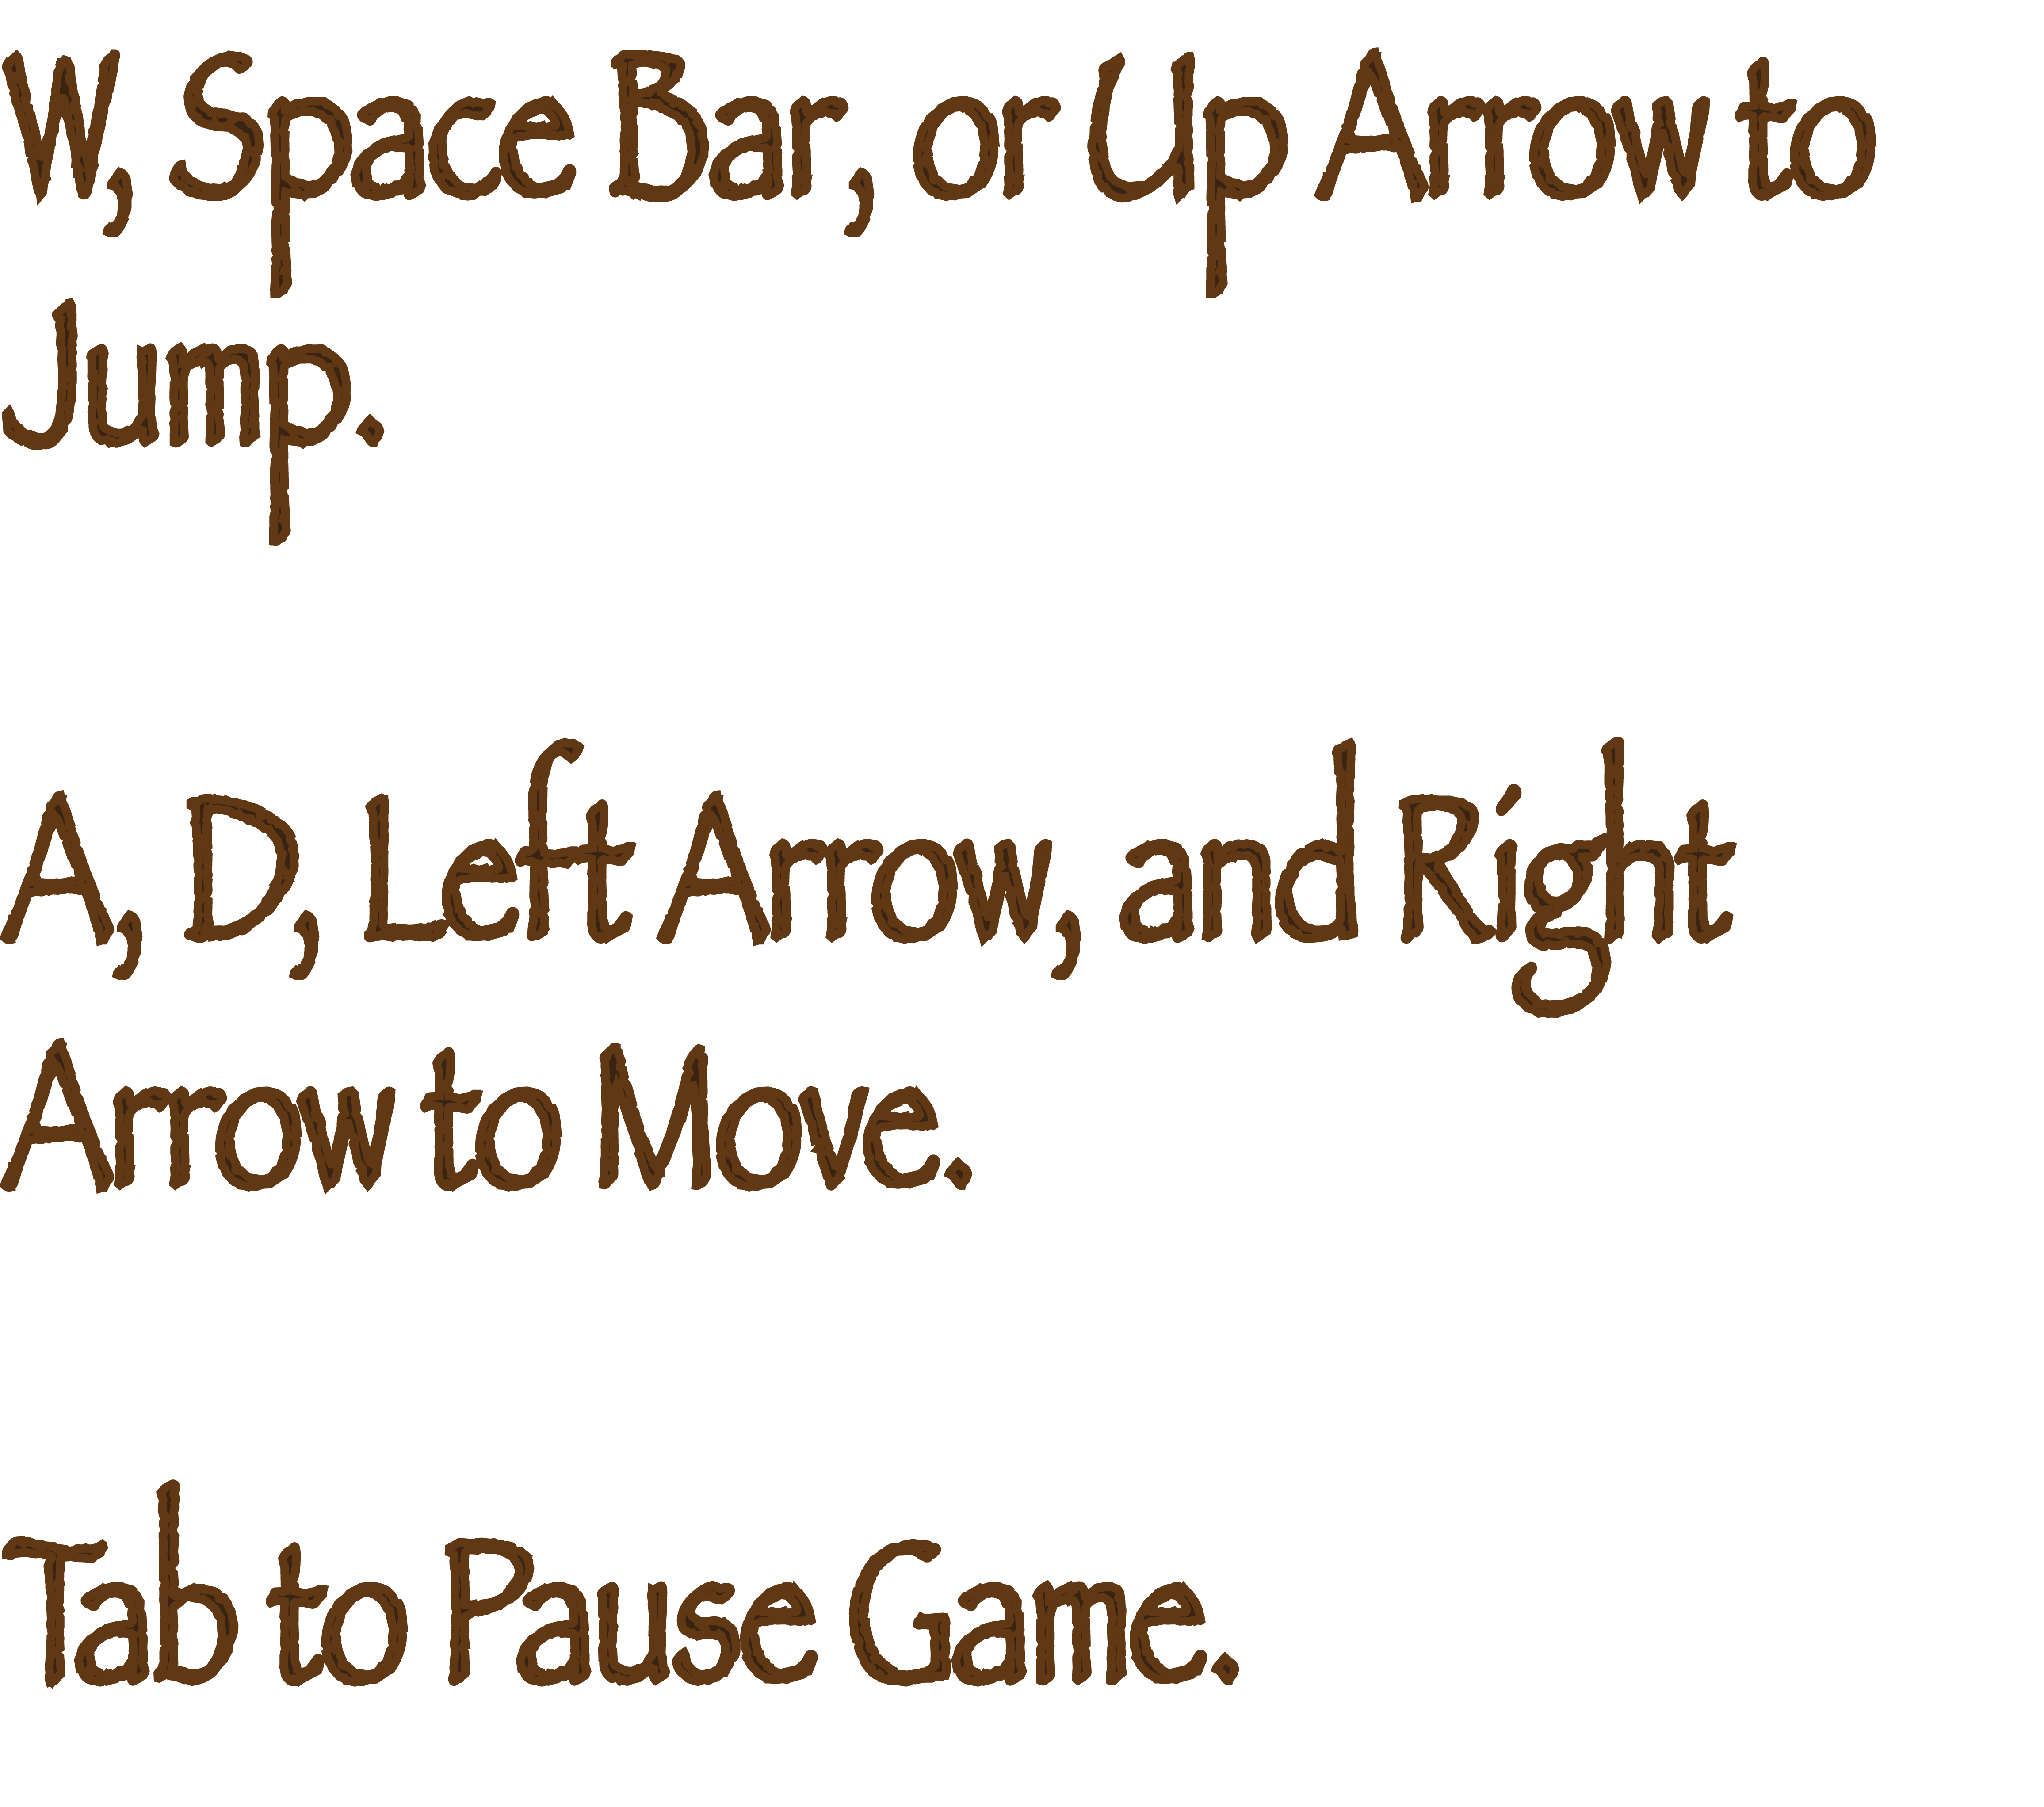 W, Space Bar, or Up Arrow to
Jump.
A, D, Left Arrow, and Right
Arrow to Move.
Tab to Pause Game.